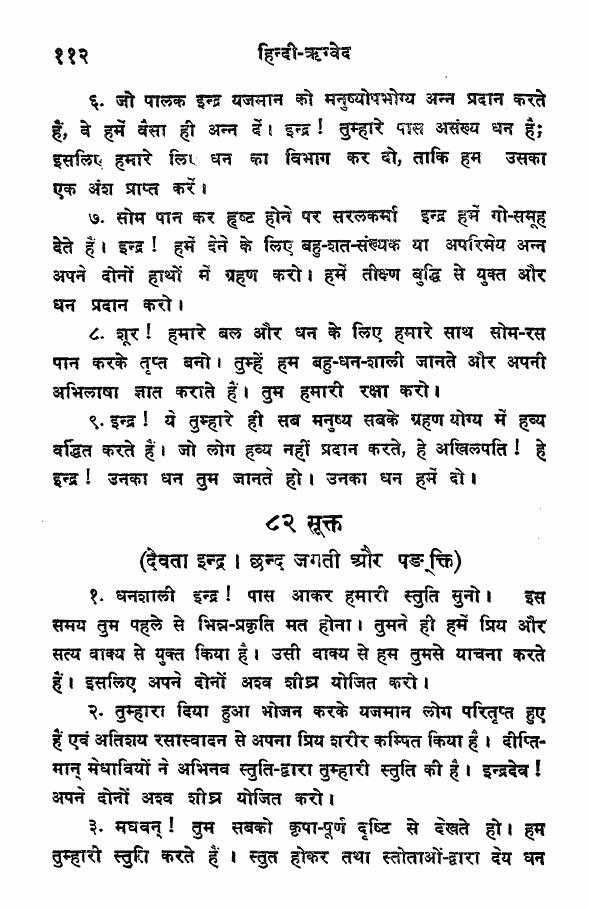 ११२ हिन्दी-ऋग्वेद
६. जो पालक इन्द्र यजमान को मनुष्योपभोग्य अन्न प्रदान करते
हैं, वे हमें वैसा ही अन्न दें। इन्द्र! तुम्हारे पास असंख्य धन है;
इसलिए हमारे लिए धन का विभाग कर दो, ताकि हम उसका
एक अंश प्राप्त करें।
७. सोम पान कर हृष्ट होने पर सरलकर्मा इन्द्र हमें गो-समूह
देते हैं। इन्द्र! हमें देने के लिए बहु-शत-संख्यक या अपरिमेय अन्न
अपने दोनों हाथों में ग्रहण करो। हमें तीक्ष्ण बुद्धि से युक्त और
धन प्रदान करो।
८. शूर! हमारे बल और धन के लिए हमारे साथ सोम-रस
पान करके तृप्त बनो। तुम्हें हम बहु-धन-शाली जानते और अपनी
अभिलाषा ज्ञात कराते हैं। तुम हमारी रक्षा करो।
९. इन्द्र! ये तुम्हारे ही सब मनुष्य सबके ग्रहण योग्य में हव्य
वर्द्धित करते हैं। जो लोग हव्य नहीं प्रदान करते, हे अखिलपति! हे
इन्द्र! उनका धन तुम जानते हो। उनका धन हमें दो।
८२ सूक्त
(देवता इन्द्र। छन्द जगती और पङ्क्ति)
१. धनशाली इन्द्र! पास आकर हमारी स्तुति सुनो। इस
समय तुम पहले से भिन्न-प्रकृति मत होना। तुमने ही हमें प्रिय और
सत्य वाक्य से युक्त किया है। उसी वाक्य से हम तुमसे याचना करते
हैं। इसलिए अपने दोनों अश्व शीघ्र योजित करो।
२. तुम्हारा दिया हुआ भोजन करके यजमान लोग परितृप्त हुए
हैं एवं अतिशय रसास्वादन से अपना प्रिय शरीर कम्पित किया है। दीप्ति-
मान् मेधावियों ने अभिनव स्तुति-द्वारा तुम्हारी स्तुति की है। इन्द्रदेव!
अपने दोनों अश्व शीघ्र योजित करो।
३. मघवन्! तुम सबको कृपा-पूर्ण दृष्टि से देखते हो। हम
तुम्हारी स्तुति करते हैं। स्तुत होकर तथा स्तोताओं-द्वारा देय धन